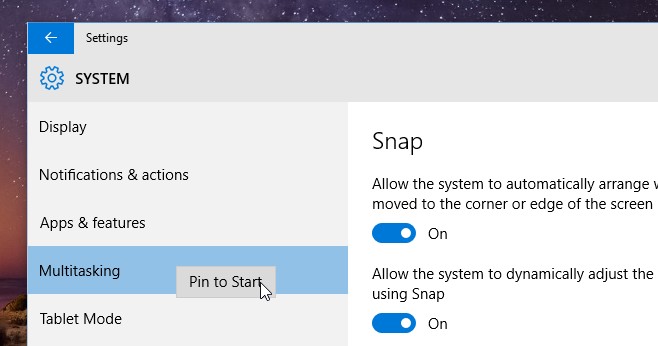 Settings
SYSTEM
Display
Notifications & actions
Apps & features
Multitasking
Pin to Start
Tablet Mode
Snap
Allow the system to automatically arrange
moved to the corner or edge of the screen
On
Allow the system to dynamically adjust the
using Snap
On